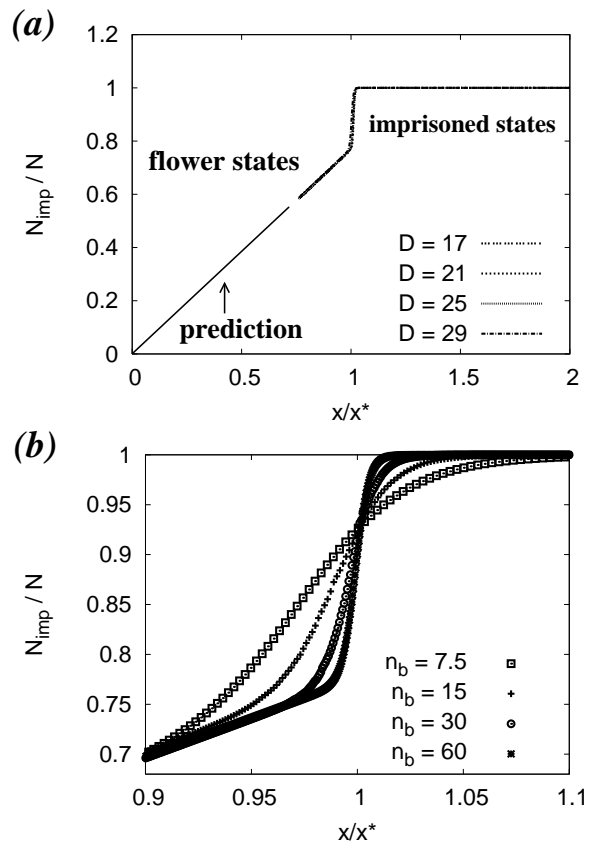 (a)
1.2
1
0.8
0.6
0.4
0.2
0
N_imp / N
flower states
imprisoned states
prediction
D = 17
D = 21
D = 25
D = 29
0 0.5 1 1.5 2
x/x*
(b)
1
0.95
0.9
0.85
0.8
0.75
0.7
N_imp / N
n_b = 7.5
n_b = 15
n_b = 30
n_b = 60
0.9 0.95 1 1.05 1.1
x/x*